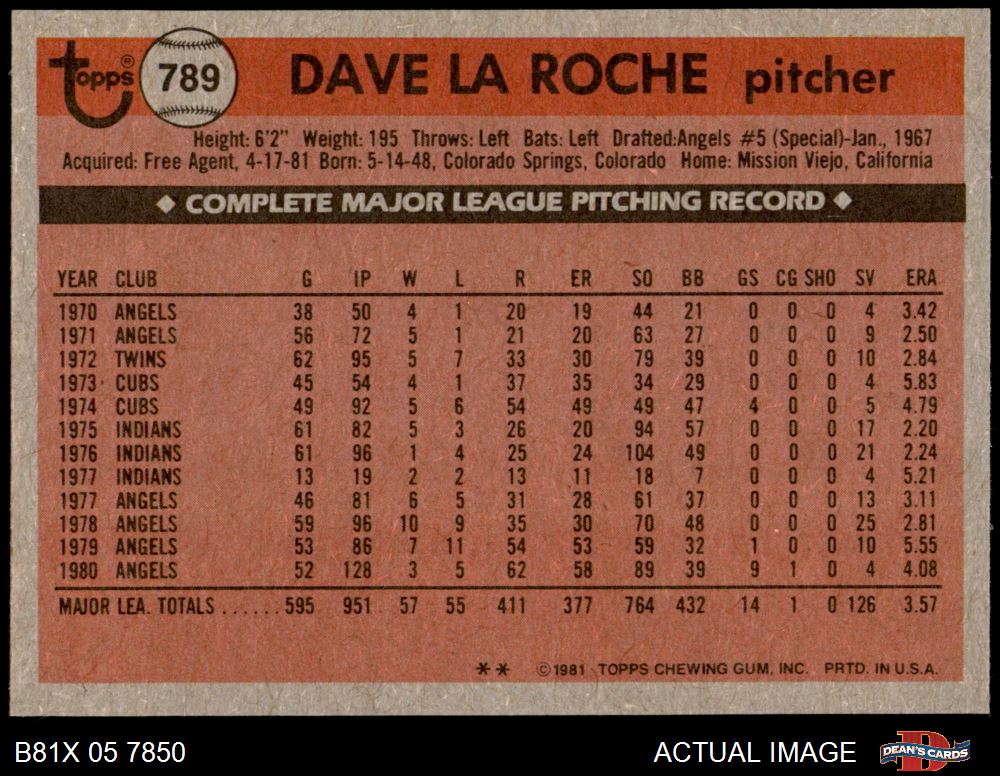 topps® 789 DAVE LA ROCHE pitcher
Height: 6'2" Weight: 195 Throws: Left Bats: Left Drafted:Angels #5 (Special)-Jan., 1967
Acquired: Free Agent, 4-17-81 Born: 5-14-48, Colorado Springs, Colorado Home: Mission Viejo, California
◆ COMPLETE MAJOR LEAGUE PITCHING RECORD ◆
YEAR CLUB G IP W L R ER SO BB GS CG SHO SV ERA
1970 ANGELS 38 50 4 1 20 19 44 21 0 0 0 4 3.42
1971 ANGELS 56 72 5 1 21 20 63 27 0 0 0 9 2.50
1972 TWINS 62 95 5 7 33 30 79 39 0 0 0 10 2.84
1973 CUBS 45 54 4 1 37 35 34 29 0 0 0 4 5.83
1974 CUBS 49 92 5 6 54 49 49 47 4 0 0 5 4.79
1975 INDIANS 61 82 5 3 26 20 94 57 0 0 0 17 2.20
1976 INDIANS 61 96 1 4 25 24 104 49 0 0 0 21 2.24
1977 INDIANS 13 19 2 2 13 11 18 7 0 0 0 4 5.21
1977 ANGELS 46 81 6 5 31 28 61 37 0 0 0 13 3.11
1978 ANGELS 59 96 10 9 35 30 70 48 0 0 0 25 2.81
1979 ANGELS 53 86 7 11 54 53 59 32 1 0 0 10 5.55
1980 ANGELS 52 128 3 5 62 58 89 39 9 1 0 4 4.08
MAJOR LEA. TOTALS ...... 595 951 57 55 411 377 764 432 14 1 0 126 3.57
** ©1981 TOPPS CHEWING GUM, INC. PRTD. IN U.S.A.
B81X 05 7850 ACTUAL IMAGE D DEAN'S CARDS